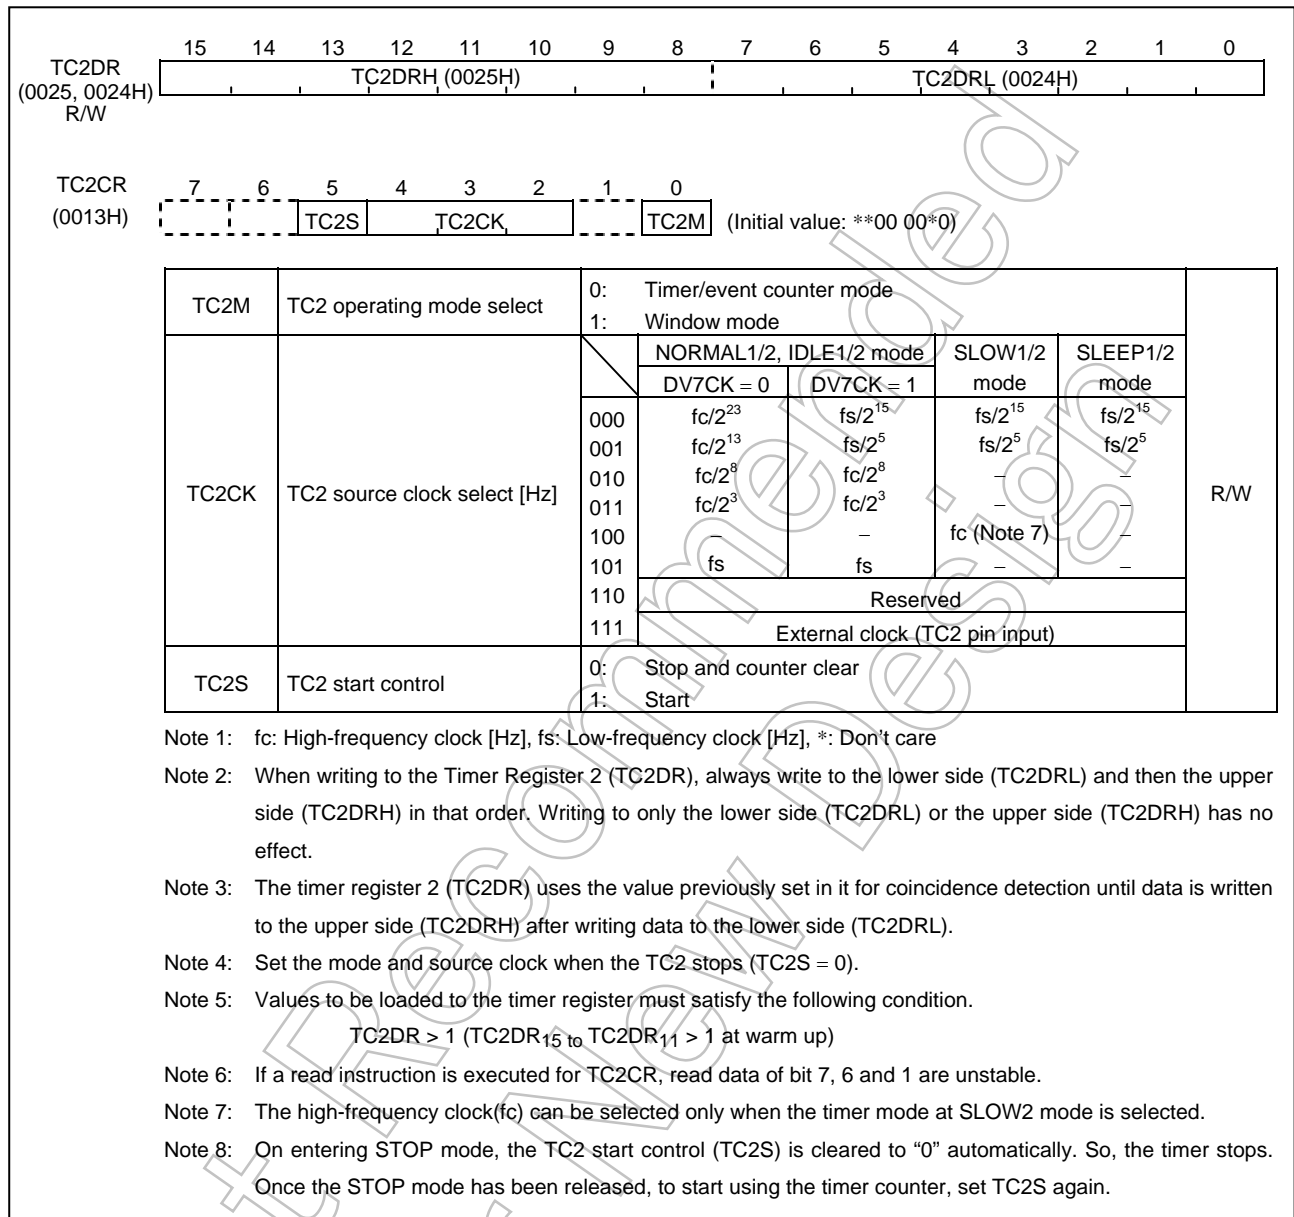 15 14 13 12 11 10 9 8 7 6 5 4 3 2 1 0
TC2DR
(0025, 0024H)
R/W
TC2DRH (0025H) TC2DRL (0024H)
TC2CR
(0013H)
7 6 5 4 3 2 1 0
TC2S TC2CK TC2M (Initial value: **00 00*0)
TC2M TC2 operating mode select 0: Timer/event counter mode
1: Window mode
R/W
TC2CK TC2 source clock select [Hz]
NORMAL1/2, IDLE1/2 mode SLOW1/2 mode SLEEP1/2 mode
DV7CK = 0 DV7CK = 1
000 fc/2^23 fs/2^15 fs/2^15 fs/2^15
001 fc/2^13 fs/2^5 fs/2^5 fs/2^5
010 fc/2^8 fc/2^8 – –
011 fc/2^3 fc/2^3 – –
100 – – fc (Note 7) –
101 fs fs – –
110 Reserved
111 External clock (TC2 pin input)
TC2S TC2 start control 0: Stop and counter clear
1: Start
Note 1: fc: High-frequency clock [Hz], fs: Low-frequency clock [Hz], *: Don't care
Note 2: When writing to the Timer Register 2 (TC2DR), always write to the lower side (TC2DRL) and then the upper
side (TC2DRH) in that order. Writing to only the lower side (TC2DRL) or the upper side (TC2DRH) has no
effect.
Note 3: The timer register 2 (TC2DR) uses the value previously set in it for coincidence detection until data is written
to the upper side (TC2DRH) after writing data to the lower side (TC2DRL).
Note 4: Set the mode and source clock when the TC2 stops (TC2S = 0).
Note 5: Values to be loaded to the timer register must satisfy the following condition.
TC2DR > 1 (TC2DR15 to TC2DR11 > 1 at warm up)
Note 6: If a read instruction is executed for TC2CR, read data of bit 7, 6 and 1 are unstable.
Note 7: The high-frequency clock(fc) can be selected only when the timer mode at SLOW2 mode is selected.
Note 8: On entering STOP mode, the TC2 start control (TC2S) is cleared to "0" automatically. So, the timer stops.
Once the STOP mode has been released, to start using the timer counter, set TC2S again.
t Recommended
New Design